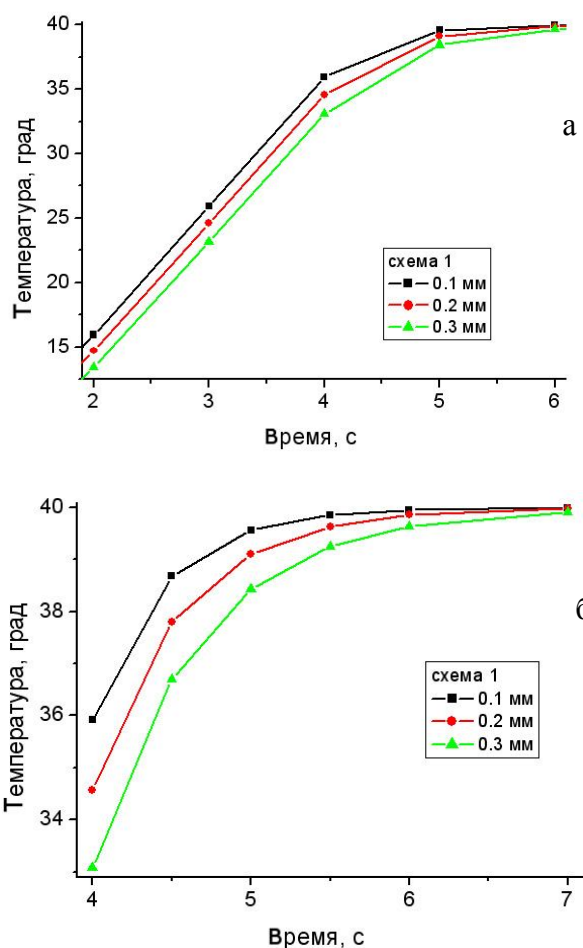 40
35
30
25
20
15
Температура, град
а
схема 1
0.1 мм
0.2 мм
0.3 мм
2 3 4 5 6
Время, с
40
38
36
34
Температура, град
б
схема 1
0.1 мм
0.2 мм
0.3 мм
4 5 6 7
Время, с